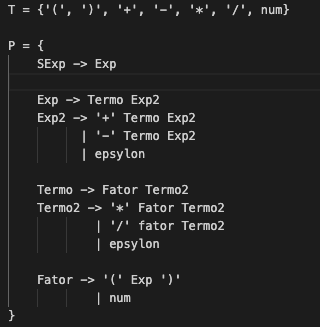 T = {'(', ')', '+', '-', '*', '/', num}
P = {
SExp -> Exp
Exp -> Termo Exp2
Exp2 -> '+' Termo Exp2
| '-' Termo Exp2
| epsylon
Termo -> Fator Termo2
Termo2 -> '*' Fator Termo2
| '/' fator Termo2
| epsylon
Fator -> '(' Exp ')'
| num
}